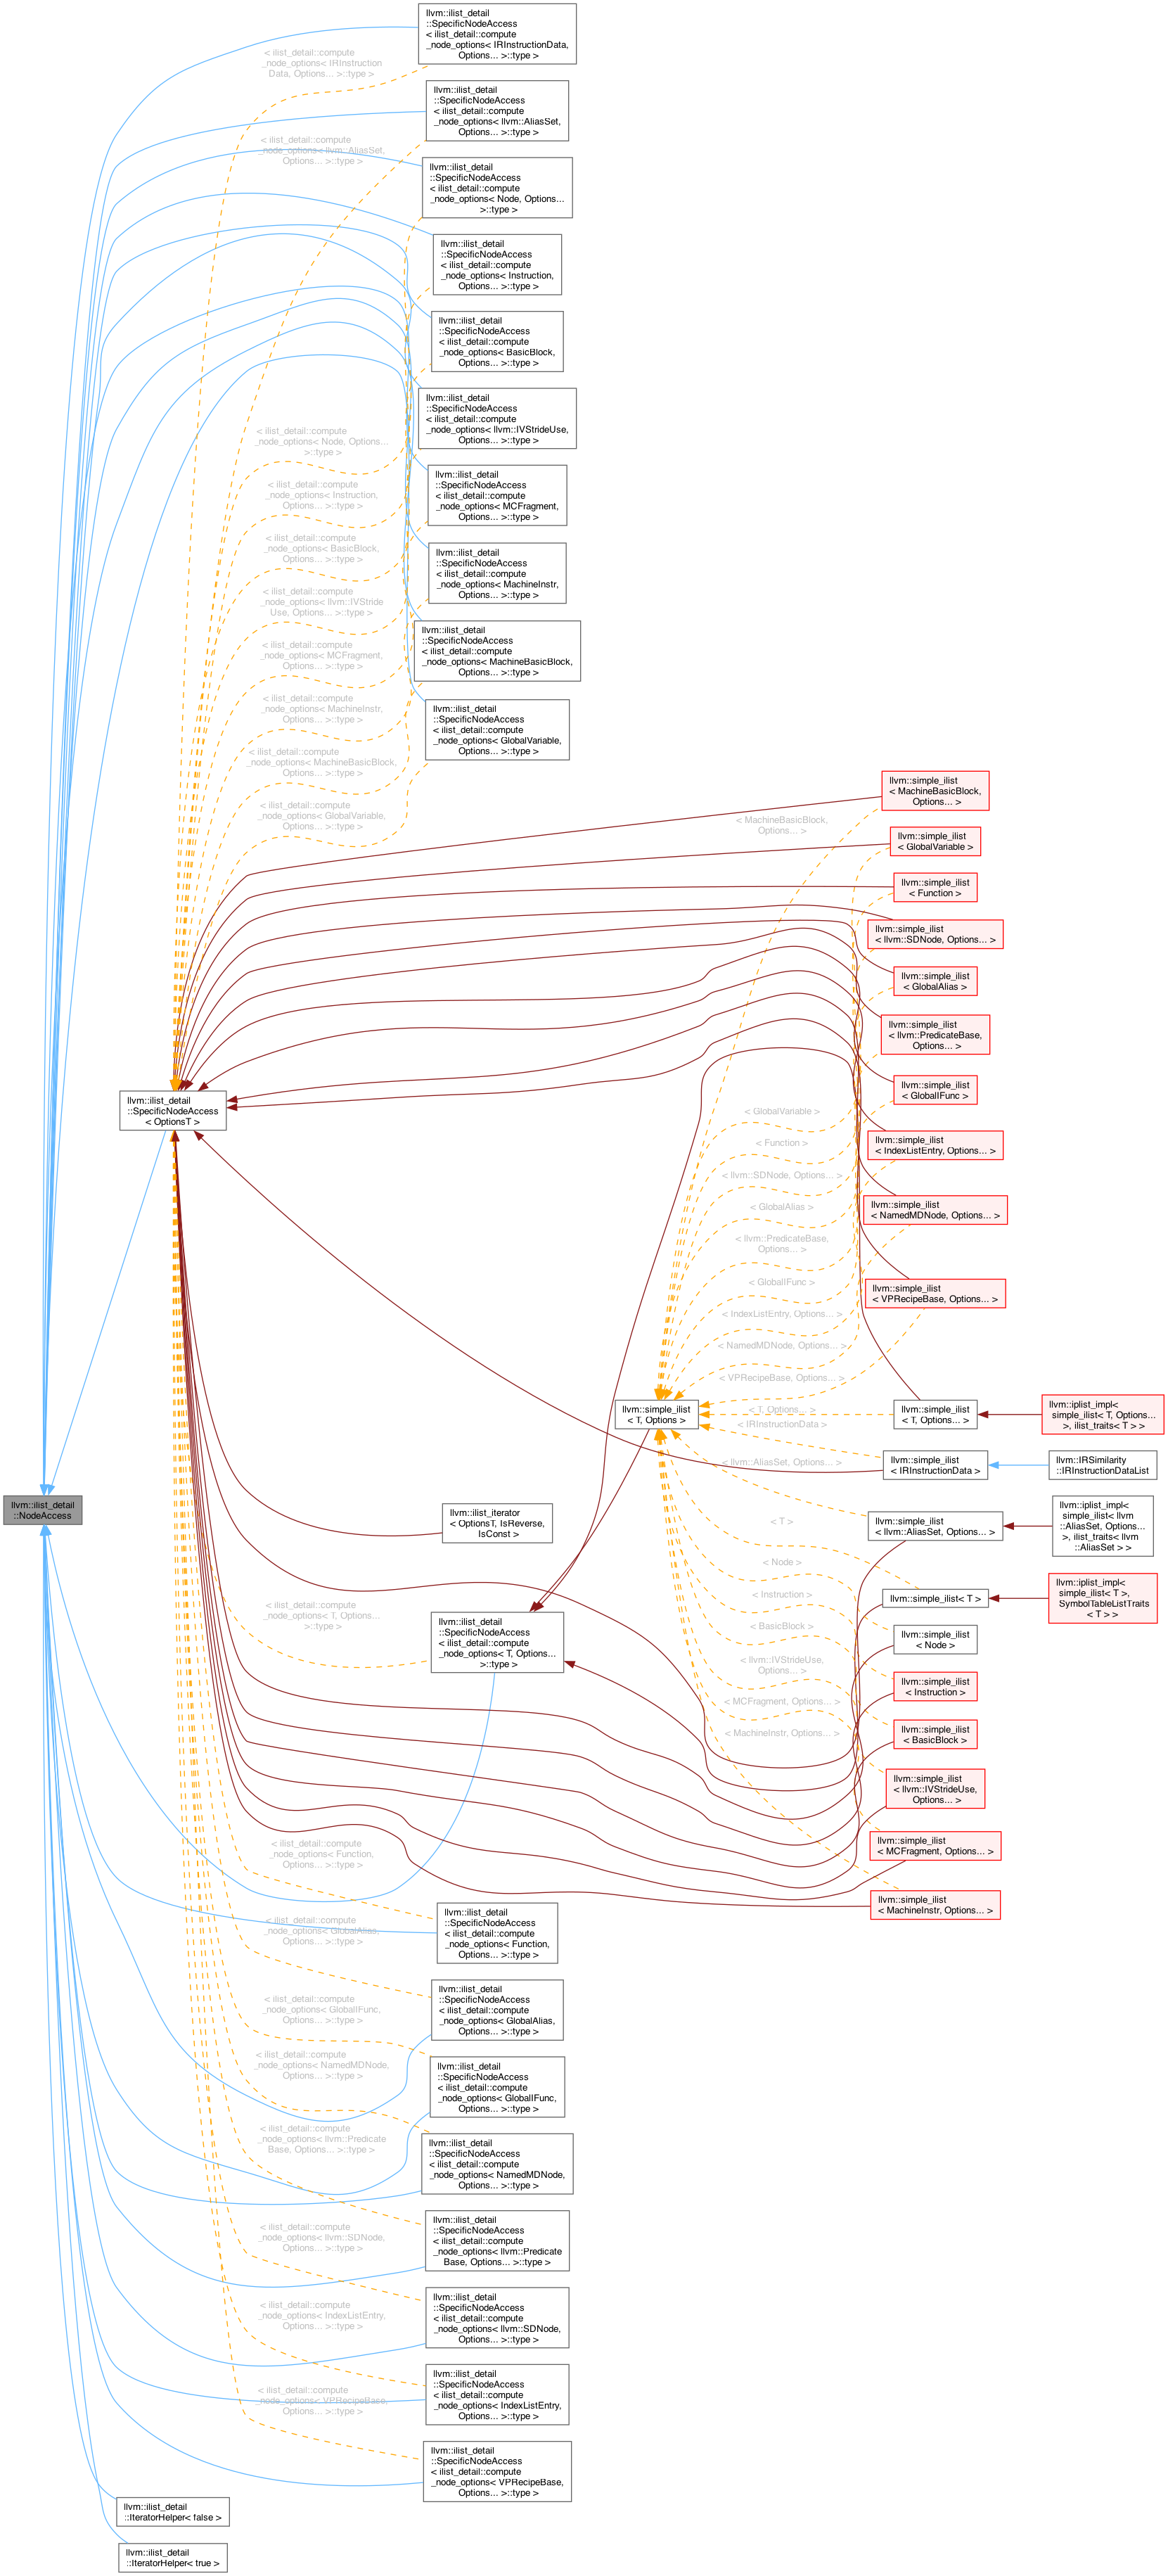 llvm::ilist_detail
::NodeAccess
llvm::ilist_detail
::SpecificNodeAccess
< OptionsT >
llvm::ilist_detail
::IteratorHelper< false >
llvm::ilist_detail
::IteratorHelper< true >
< ilist_detail::compute
_node_options< IRInstruction
Data, Options... >::type >
< ilist_detail::compute
_node_options< llvm::AliasSet,
Options... >::type >
< ilist_detail::compute
_node_options< Node, Options...
>::type >
< ilist_detail::compute
_node_options< Instruction,
Options... >::type >
< ilist_detail::compute
_node_options< BasicBlock,
Options... >::type >
< ilist_detail::compute
_node_options< llvm::IVStride
Use, Options... >::type >
< ilist_detail::compute
_node_options< MCFragment,
Options... >::type >
< ilist_detail::compute
_node_options< MachineInstr,
Options... >::type >
< ilist_detail::compute
_node_options< MachineBasicBlock,
Options... >::type >
< ilist_detail::compute
_node_options< GlobalVariable,
Options... >::type >
< ilist_detail::compute
_node_options< T, Options...
>::type >
< ilist_detail::compute
_node_options< Function,
Options... >::type >
< ilist_detail::compute
_node_options< GlobalAlias,
Options... >::type >
< ilist_detail::compute
_node_options< GlobalIFunc,
Options... >::type >
< ilist_detail::compute
_node_options< NamedMDNode,
Options... >::type >
< ilist_detail::compute
_node_options< llvm::Predicate
Base, Options... >::type >
< ilist_detail::compute
_node_options< llvm::SDNode,
Options... >::type >
< ilist_detail::compute
_node_options< IndexListEntry,
Options... >::type >
< ilist_detail::compute
_node_options< VPRecipeBase,
Options... >::type >
llvm::ilist_detail
::SpecificNodeAccess
< ilist_detail::compute
_node_options< IRInstructionData,
Options... >::type >
llvm::ilist_detail
::SpecificNodeAccess
< ilist_detail::compute
_node_options< llvm::AliasSet,
Options... >::type >
llvm::ilist_detail
::SpecificNodeAccess
< ilist_detail::compute
_node_options< Node, Options...
>::type >
llvm::ilist_detail
::SpecificNodeAccess
< ilist_detail::compute
_node_options< Instruction,
Options... >::type >
llvm::ilist_detail
::SpecificNodeAccess
< ilist_detail::compute
_node_options< BasicBlock,
Options... >::type >
llvm::ilist_detail
::SpecificNodeAccess
< ilist_detail::compute
_node_options< llvm::IVStrideUse,
Options... >::type >
llvm::ilist_detail
::SpecificNodeAccess
< ilist_detail::compute
_node_options< MCFragment,
Options... >::type >
llvm::ilist_detail
::SpecificNodeAccess
< ilist_detail::compute
_node_options< MachineInstr,
Options... >::type >
llvm::ilist_detail
::SpecificNodeAccess
< ilist_detail::compute
_node_options< MachineBasicBlock,
Options... >::type >
llvm::ilist_detail
::SpecificNodeAccess
< ilist_detail::compute
_node_options< GlobalVariable,
Options... >::type >
llvm::ilist_iterator
< OptionsT, IsReverse,
IsConst >
llvm::ilist_detail
::SpecificNodeAccess
< ilist_detail::compute
_node_options< T, Options...
>::type >
llvm::ilist_detail
::SpecificNodeAccess
< ilist_detail::compute
_node_options< Function,
Options... >::type >
llvm::ilist_detail
::SpecificNodeAccess
< ilist_detail::compute
_node_options< GlobalAlias,
Options... >::type >
llvm::ilist_detail
::SpecificNodeAccess
< ilist_detail::compute
_node_options< GlobalIFunc,
Options... >::type >
llvm::ilist_detail
::SpecificNodeAccess
< ilist_detail::compute
_node_options< NamedMDNode,
Options... >::type >
llvm::ilist_detail
::SpecificNodeAccess
< ilist_detail::compute
_node_options< llvm::Predicate
Base, Options... >::type >
llvm::ilist_detail
::SpecificNodeAccess
< ilist_detail::compute
_node_options< llvm::SDNode,
Options... >::type >
llvm::ilist_detail
::SpecificNodeAccess
< ilist_detail::compute
_node_options< IndexListEntry,
Options... >::type >
llvm::ilist_detail
::SpecificNodeAccess
< ilist_detail::compute
_node_options< VPRecipeBase,
Options... >::type >
llvm::simple_ilist
< T, Options >
< MachineBasicBlock,
Options... >
< GlobalVariable >
< Function >
< llvm::SDNode, Options... >
< GlobalAlias >
< llvm::PredicateBase,
Options... >
< GlobalIFunc >
< IndexListEntry, Options... >
< NamedMDNode, Options... >
< VPRecipeBase, Options... >
< T, Options... >
< IRInstructionData >
< llvm::AliasSet, Options... >
< T >
< Node >
< Instruction >
< BasicBlock >
< llvm::IVStrideUse,
Options... >
< MCFragment, Options... >
< MachineInstr, Options... >
llvm::simple_ilist
< MachineBasicBlock,
Options... >
llvm::simple_ilist
< GlobalVariable >
llvm::simple_ilist
< Function >
llvm::simple_ilist
< llvm::SDNode, Options... >
llvm::simple_ilist
< GlobalAlias >
llvm::simple_ilist
< llvm::PredicateBase,
Options... >
llvm::simple_ilist
< GlobalIFunc >
llvm::simple_ilist
< IndexListEntry, Options... >
llvm::simple_ilist
< NamedMDNode, Options... >
llvm::simple_ilist
< VPRecipeBase, Options... >
llvm::simple_ilist
< T, Options... >
llvm::simple_ilist
< IRInstructionData >
llvm::simple_ilist
< llvm::AliasSet, Options... >
llvm::simple_ilist< T >
llvm::simple_ilist
< Node >
llvm::simple_ilist
< Instruction >
llvm::simple_ilist
< BasicBlock >
llvm::simple_ilist
< llvm::IVStrideUse,
Options... >
llvm::simple_ilist
< MCFragment, Options... >
llvm::simple_ilist
< MachineInstr, Options... >
llvm::iplist_impl<
simple_ilist< T, Options...
>, ilist_traits< T > >
llvm::IRSimilarity
::IRInstructionDataList
llvm::iplist_impl<
simple_ilist< llvm
::AliasSet, Options...
>, ilist_traits< llvm
::AliasSet > >
llvm::iplist_impl<
simple_ilist< T >,
SymbolTableListTraits
< T > >